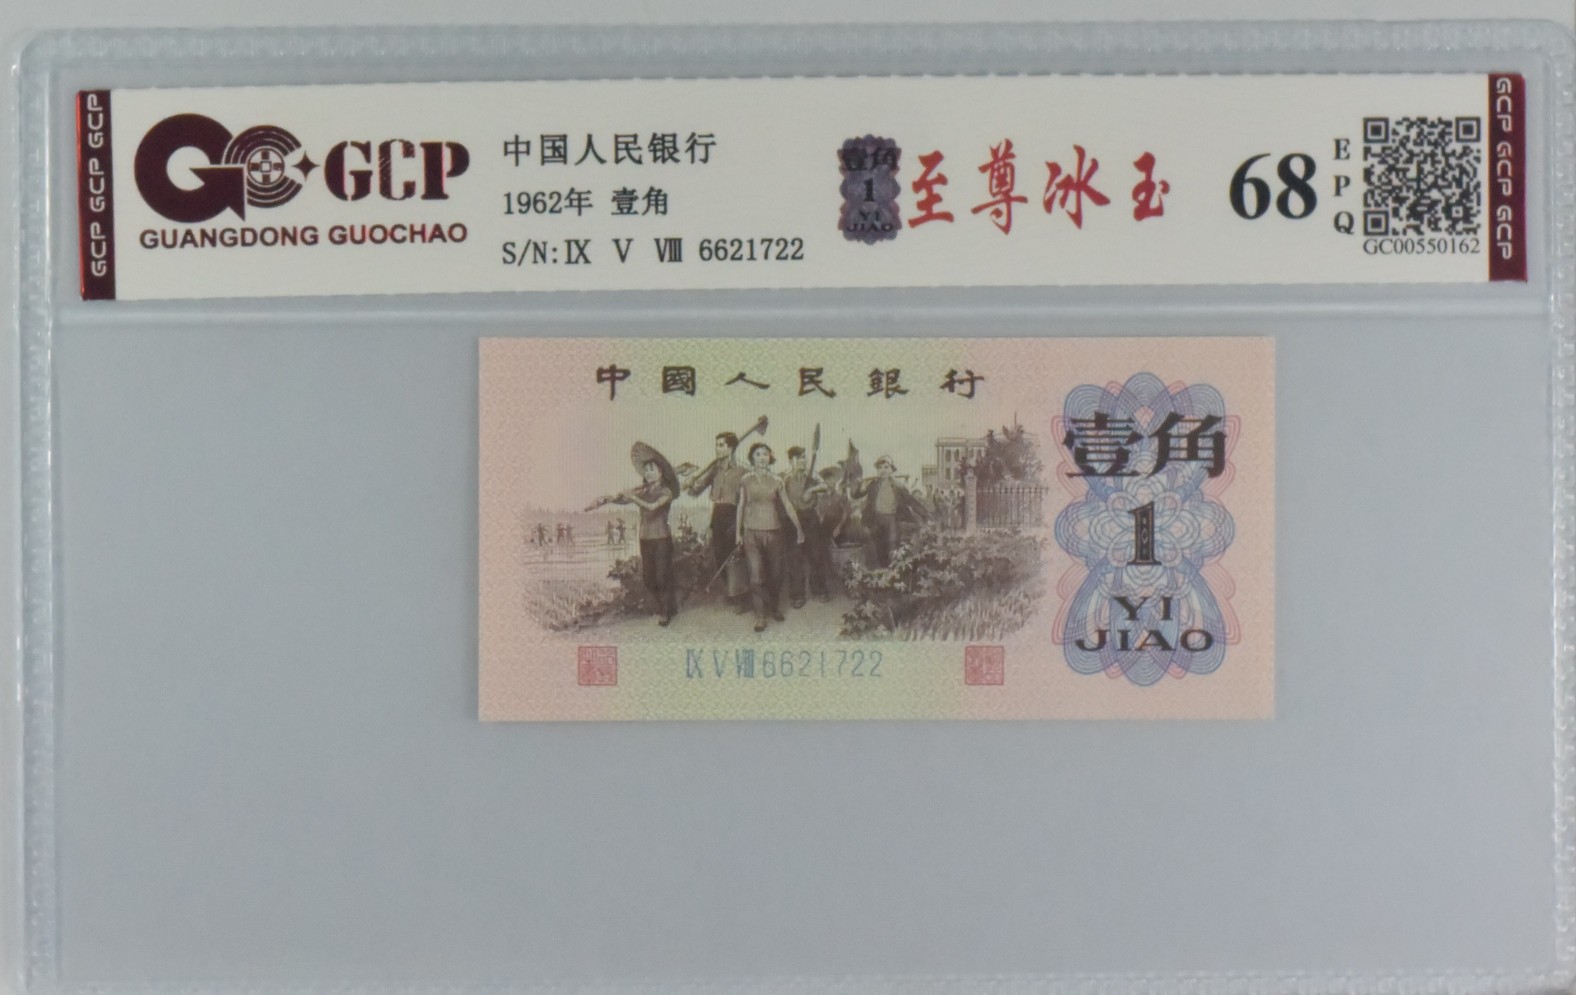 GCP GCP GCP
GCP
GUANGDONG GUOCHAO
中国人民银行
1962年 壹角
S/N:Ⅸ Ⅴ Ⅷ 6621722
壹角
1
YI
JIAO
至尊冰玉
68
EPQ
GC00550162
GCP GCP GCP
中國人民銀行
壹角
1
YI
JIAO
Ⅸ Ⅴ Ⅷ 6621722